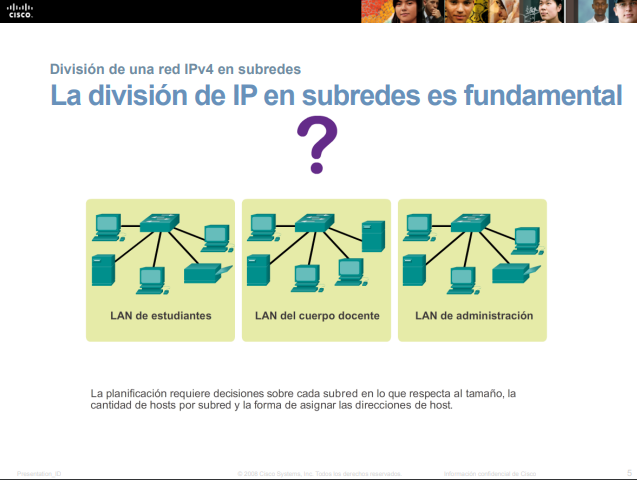 CISCO.
División de una red IPv4 en subredes
La división de IP en subredes es fundamental
?
LAN de estudiantes
LAN del cuerpo docente
LAN de administración
La planificación requiere decisiones sobre cada subred en lo que respecta al tamaño, la
cantidad de hosts por subred y la forma de asignar las direcciones de host.
Presentation_ID
© 2008 Cisco Systems, Inc. Todos los derechos reservados.
Información confidencial de Cisco
5